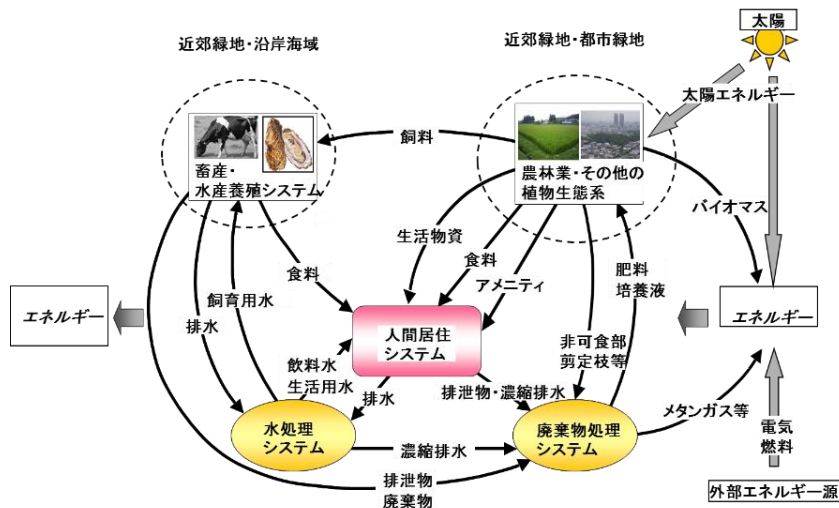 太陽
近郊緑地・沿岸海域
近郊緑地・都市緑地
太陽エネルギー
飼料
畜産・
水産養殖システム
農林業・その他の
植物生態系
バイオマス
生活物資
食料
アメニティ
肥料
培養液
食料
飼育用水
排水
エネルギー
エネルギー
人間居住
システム
非可食部
剪定枝等
飲料水
生活用水
排水
排泄物・濃縮排水
メタンガス等
水処理
システム
廃棄物処理
システム
濃縮排水
電気
燃料
排泄物
廃棄物
外部エネルギー源